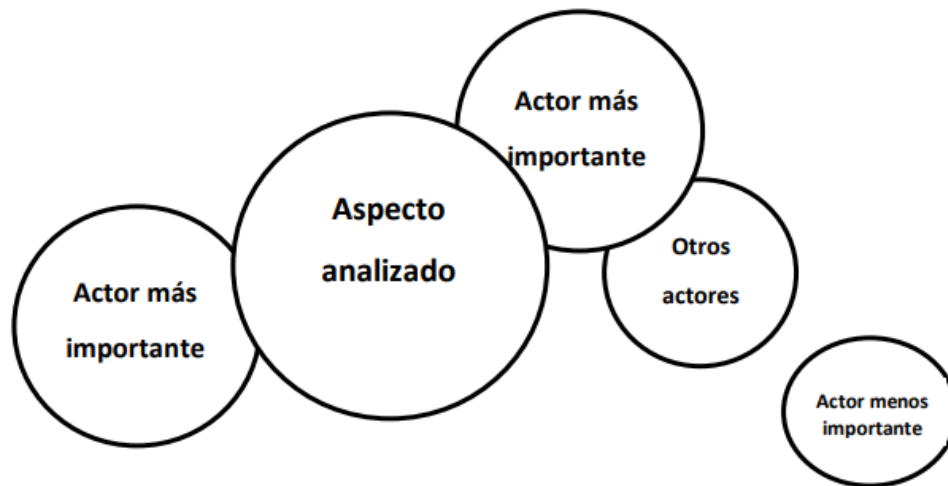 Actor más
importante
Aspecto
analizado
Actor más
importante
Otros
actores
Actor menos
importante